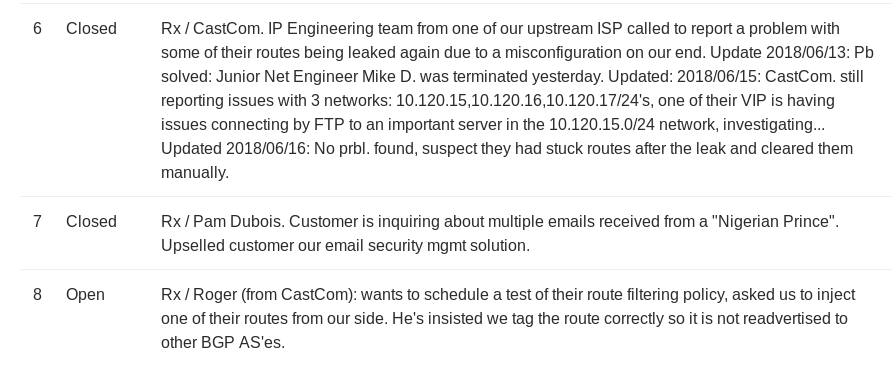 6 Closed Rx / CastCom. IP Engineering team from one of our upstream ISP called to report a problem with
some of their routes being leaked again due to a misconfiguration on our end. Update 2018/06/13: Pb
solved: Junior Net Engineer Mike D. was terminated yesterday. Updated: 2018/06/15: CastCom. still
reporting issues with 3 networks: 10.120.15,10.120.16,10.120.17/24's, one of their VIP is having
issues connecting by FTP to an important server in the 10.120.15.0/24 network, investigating...
Updated 2018/06/16: No prbl. found, suspect they had stuck routes after the leak and cleared them
manually.
7 Closed Rx / Pam Dubois. Customer is inquiring about multiple emails received from a "Nigerian Prince".
Upselled customer our email security mgmt solution.
8 Open Rx / Roger (from CastCom): wants to schedule a test of their route filtering policy, asked us to inject
one of their routes from our side. He's insisted we tag the route correctly so it is not readvertised to
other BGP AS'es.